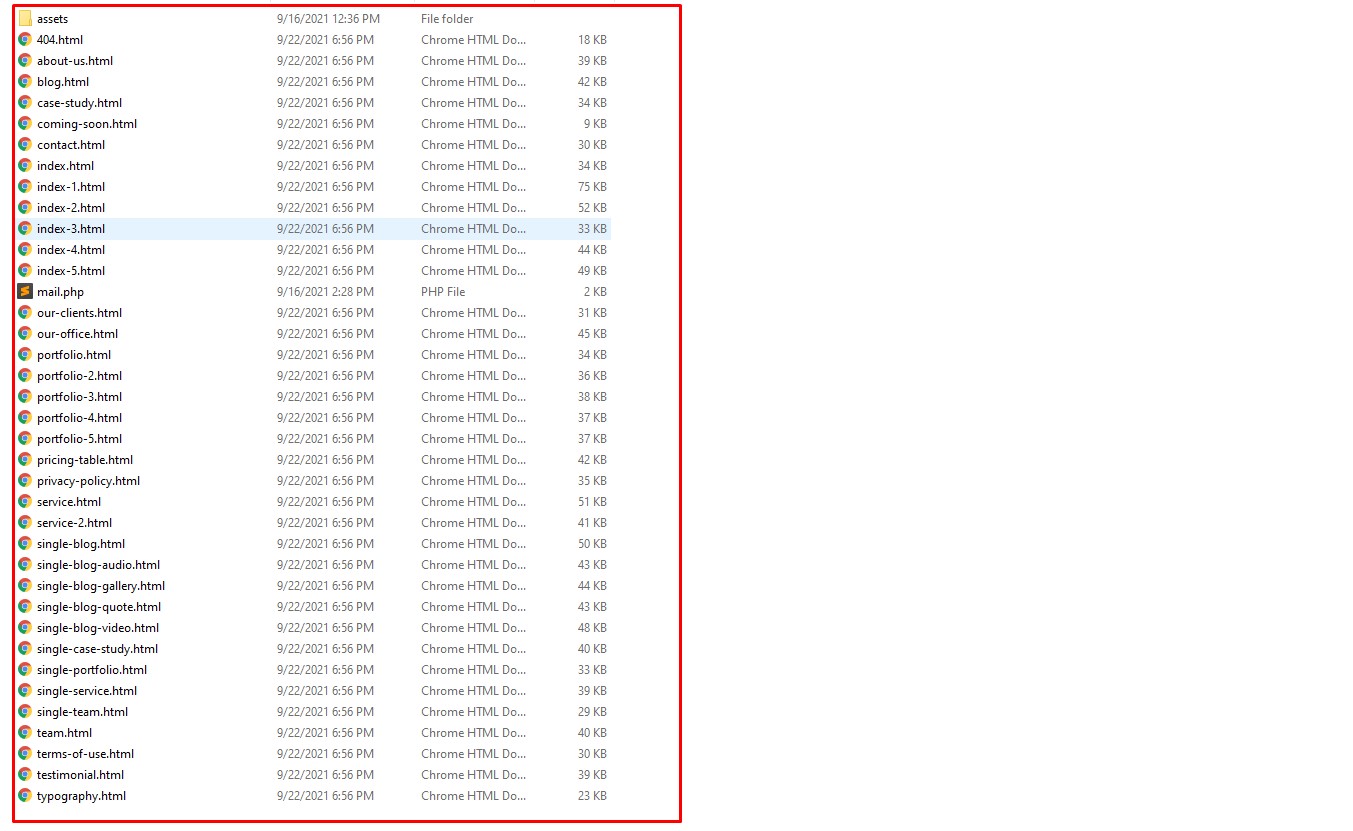 assets 9/16/2021 12:36 PM File folder
404.html 9/22/2021 6:56 PM Chrome HTML Do... 18 KB
about-us.html 9/22/2021 6:56 PM Chrome HTML Do... 39 KB
blog.html 9/22/2021 6:56 PM Chrome HTML Do... 42 KB
case-study.html 9/22/2021 6:56 PM Chrome HTML Do... 34 KB
coming-soon.html 9/22/2021 6:56 PM Chrome HTML Do... 9 KB
contact.html 9/22/2021 6:56 PM Chrome HTML Do... 30 KB
index.html 9/22/2021 6:56 PM Chrome HTML Do... 34 KB
index-1.html 9/22/2021 6:56 PM Chrome HTML Do... 75 KB
index-2.html 9/22/2021 6:56 PM Chrome HTML Do... 52 KB
index-3.html 9/22/2021 6:56 PM Chrome HTML Do... 33 KB
index-4.html 9/22/2021 6:56 PM Chrome HTML Do... 44 KB
index-5.html 9/22/2021 6:56 PM Chrome HTML Do... 49 KB
mail.php 9/16/2021 2:28 PM PHP File 2 KB
our-clients.html 9/22/2021 6:56 PM Chrome HTML Do... 31 KB
our-office.html 9/22/2021 6:56 PM Chrome HTML Do... 45 KB
portfolio.html 9/22/2021 6:56 PM Chrome HTML Do... 34 KB
portfolio-2.html 9/22/2021 6:56 PM Chrome HTML Do... 36 KB
portfolio-3.html 9/22/2021 6:56 PM Chrome HTML Do... 38 KB
portfolio-4.html 9/22/2021 6:56 PM Chrome HTML Do... 37 KB
portfolio-5.html 9/22/2021 6:56 PM Chrome HTML Do... 37 KB
pricing-table.html 9/22/2021 6:56 PM Chrome HTML Do... 42 KB
privacy-policy.html 9/22/2021 6:56 PM Chrome HTML Do... 35 KB
service.html 9/22/2021 6:56 PM Chrome HTML Do... 51 KB
service-2.html 9/22/2021 6:56 PM Chrome HTML Do... 41 KB
single-blog.html 9/22/2021 6:56 PM Chrome HTML Do... 50 KB
single-blog-audio.html 9/22/2021 6:56 PM Chrome HTML Do... 43 KB
single-blog-gallery.html 9/22/2021 6:56 PM Chrome HTML Do... 44 KB
single-blog-quote.html 9/22/2021 6:56 PM Chrome HTML Do... 43 KB
single-blog-video.html 9/22/2021 6:56 PM Chrome HTML Do... 48 KB
single-case-study.html 9/22/2021 6:56 PM Chrome HTML Do... 40 KB
single-portfolio.html 9/22/2021 6:56 PM Chrome HTML Do... 33 KB
single-service.html 9/22/2021 6:56 PM Chrome HTML Do... 39 KB
single-team.html 9/22/2021 6:56 PM Chrome HTML Do... 29 KB
team.html 9/22/2021 6:56 PM Chrome HTML Do... 40 KB
terms-of-use.html 9/22/2021 6:56 PM Chrome HTML Do... 30 KB
testimonial.html 9/22/2021 6:56 PM Chrome HTML Do... 39 KB
typography.html 9/22/2021 6:56 PM Chrome HTML Do... 23 KB